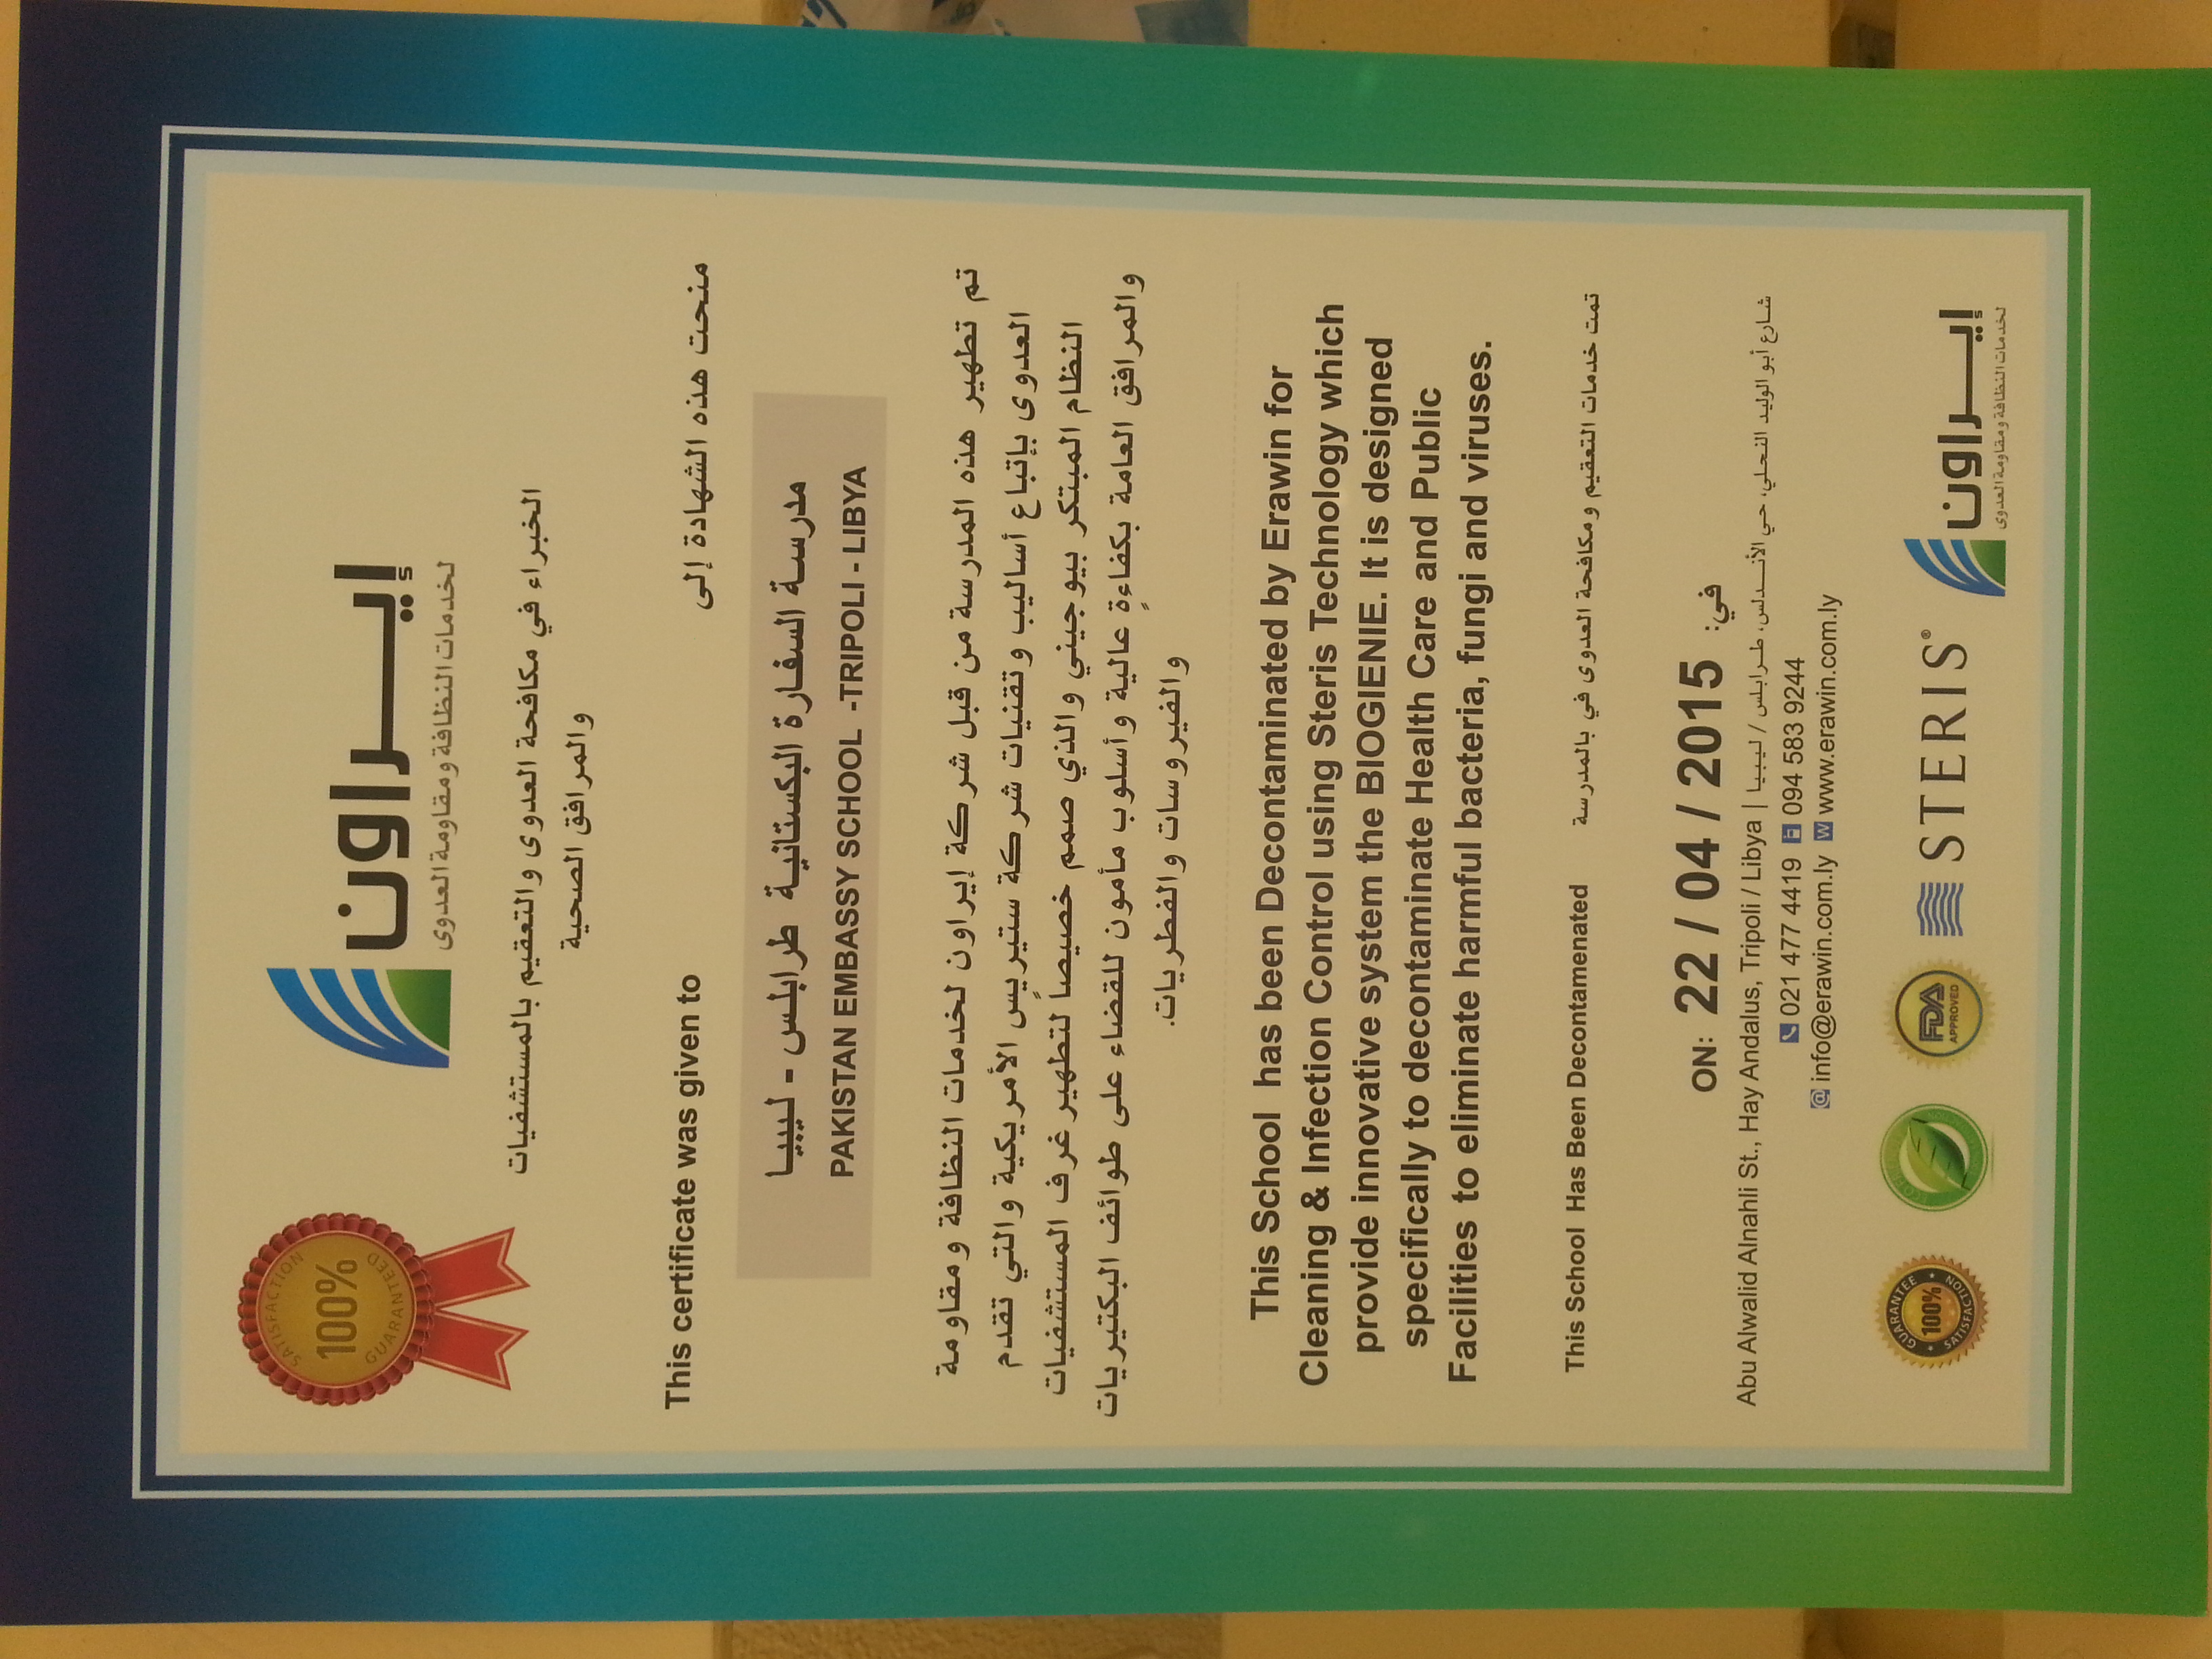 SATISFACTION
100%
GUARANTEED
إيراون
لخدمات النظافة ومقاومة العدوى
الخبراء في مكافحة العدوى والتعقيم بالمستشفيات
والمرافق الصحية
This certificate was given to
منحت هذه الشهادة إلى
مدرسة السفارة البكستانية طرابلس - ليبيا
PAKISTAN EMBASSY SCHOOL -TRIPOLI - LIBYA
تم تطهير هذه المدرسة من قبل شركة إيراون لخدمات النظافة ومقاومة
العدوى بإتباع أساليب وتقنيات شركة ستيريس الأمريكية والتي تقدم
النظام المبتكر بيوجيني والذي صمم خصيصاً لتطهير غرف المستشفيات
والمرافق العامة بكفاءةٍ عالية وأسلوب مأمون للقضاء على طوائف البكتيريات
والفيروسات والفطريات.
This School has been Decontaminated by Erawin for
Cleaning & Infection Control using Steris Technology which
provide innovative system the BIOGIENIE. It is designed
specifically to decontaminate Health Care and Public
Facilities to eliminate harmful bacteria, fungi and viruses.
This School Has Been Decontamenated
تمت خدمات التعقيم ومكافحة العدوى في بالمدرسة
ON: 22 / 04 / 2015 في:
Abu Alwalid Alnahli St., Hay Andalus, Tripoli / Libya | شارع أبو الوليد النحلي، حي الأندلس، طرابلس / ليبيا
021 477 4419 094 583 9244
@ info@erawin.com.ly W www.erawin.com.ly
GUARANTEE
100%
SATISFACTION
FDA
APPROVED
STERIS®
إيراون
لخدمات النظافة ومقاومة العدوى